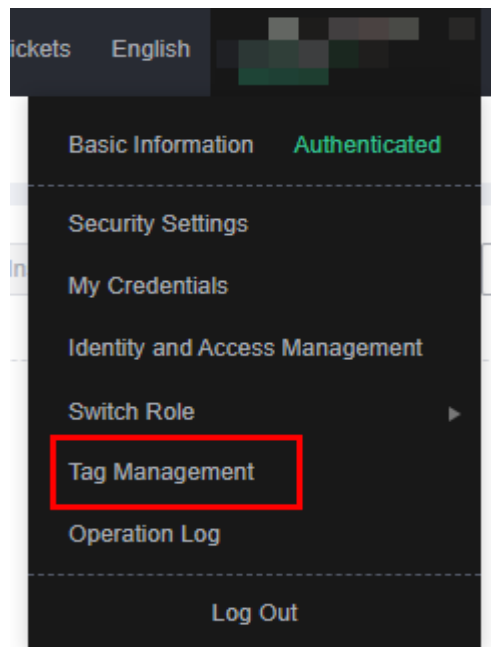 ickets English
Basic Information Authenticated
Security Settings
In
My Credentials
Identity and Access Management
Switch Role
Tag Management
Operation Log
Log Out